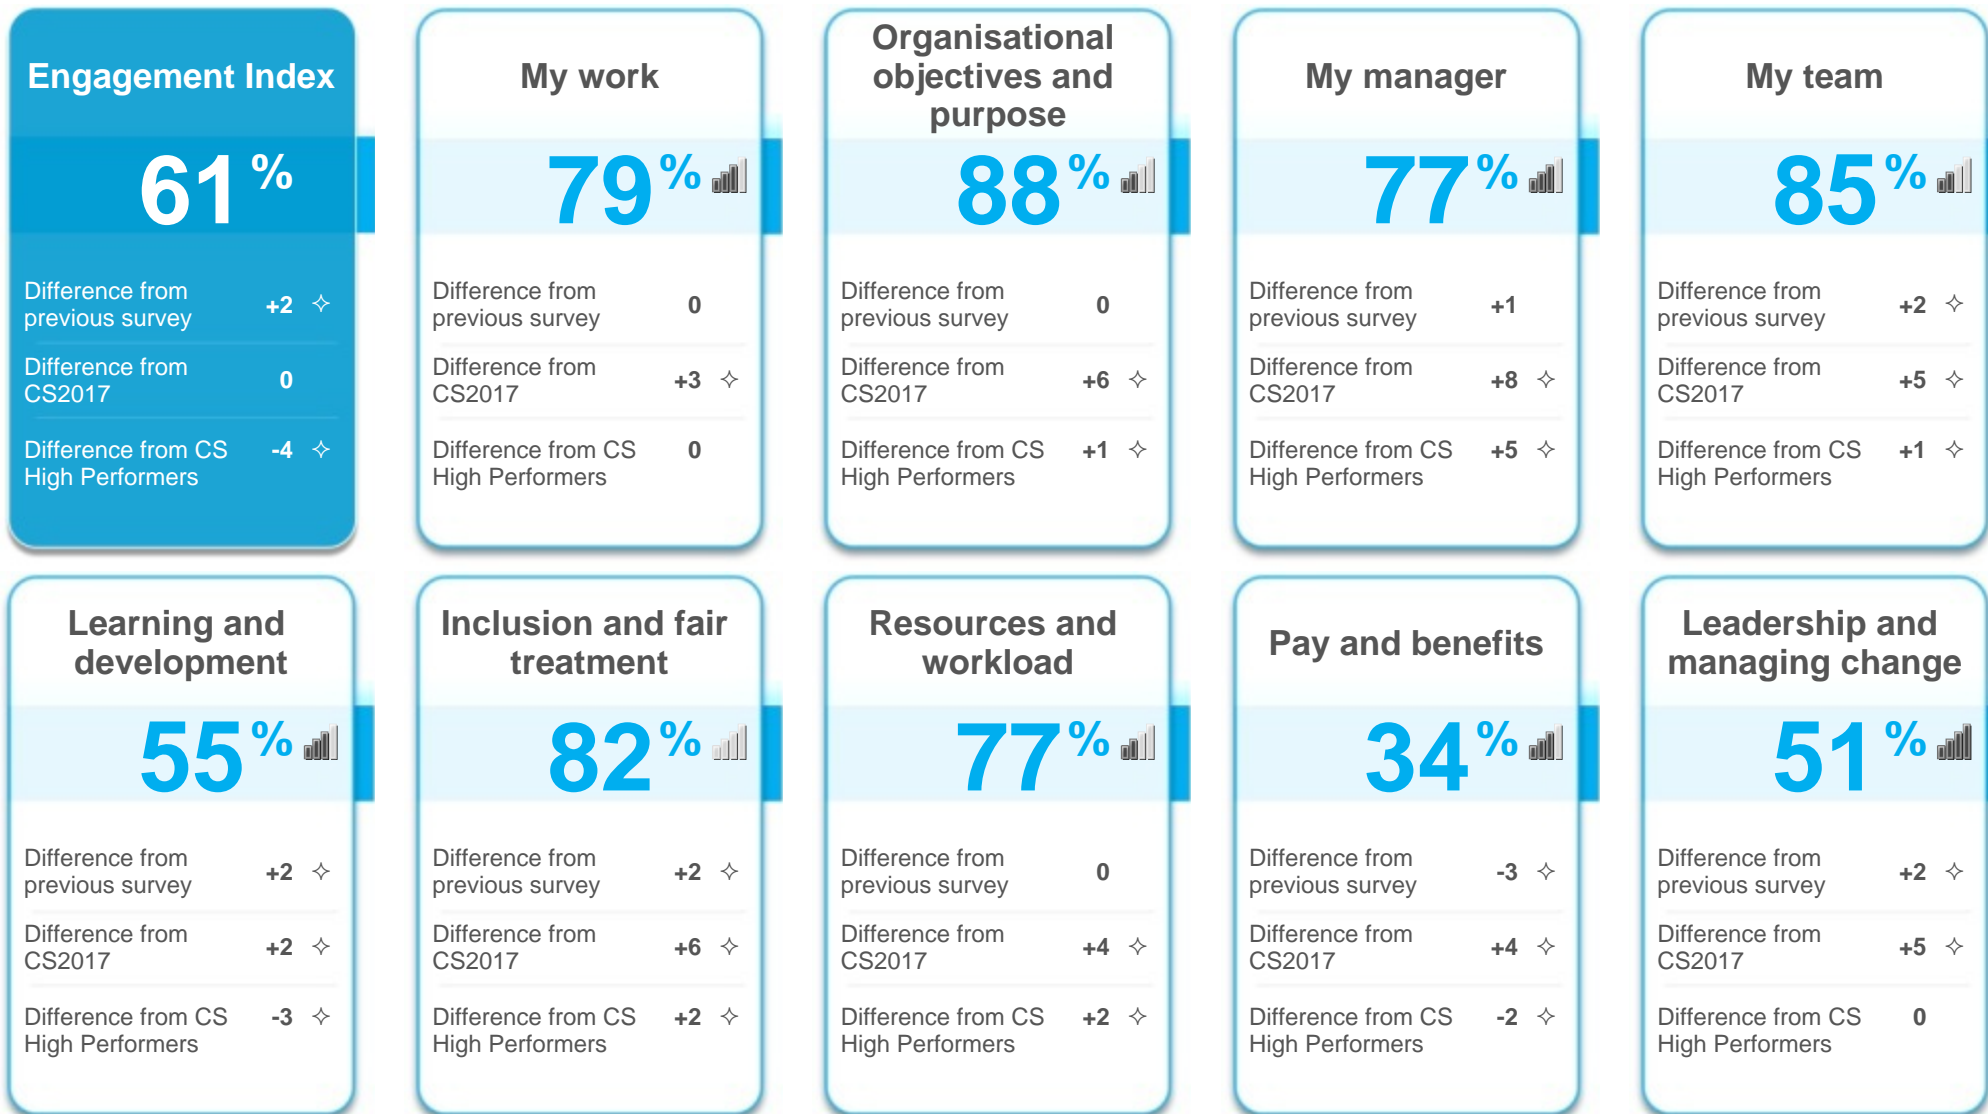 Engagement Index
61%
Difference from
previous survey
+2 ✧
Difference from
CS2017
0
Difference from CS
High Performers
-4 ✧
My work
79%
Difference from
previous survey
0
Difference from
CS2017
+3 ✧
Difference from CS
High Performers
0
Organisational
objectives and
purpose
88%
Difference from
previous survey
0
Difference from
CS2017
+6 ✧
Difference from CS
High Performers
+1 ✧
My manager
77%
Difference from
previous survey
+1
Difference from
CS2017
+8 ✧
Difference from CS
High Performers
+5 ✧
My team
85%
Difference from
previous survey
+2 ✧
Difference from
CS2017
+5 ✧
Difference from CS
High Performers
+1 ✧
Learning and
development
55%
Difference from
previous survey
+2 ✧
Difference from
CS2017
+2 ✧
Difference from CS
High Performers
-3 ✧
Inclusion and fair
treatment
82%
Difference from
previous survey
+2 ✧
Difference from
CS2017
+6 ✧
Difference from CS
High Performers
+2 ✧
Resources and
workload
77%
Difference from
previous survey
0
Difference from
CS2017
+4 ✧
Difference from CS
High Performers
+2 ✧
Pay and benefits
34%
Difference from
previous survey
-3 ✧
Difference from
CS2017
+4 ✧
Difference from CS
High Performers
-2 ✧
Leadership and
managing change
51%
Difference from
previous survey
+2 ✧
Difference from
CS2017
+5 ✧
Difference from CS
High Performers
0